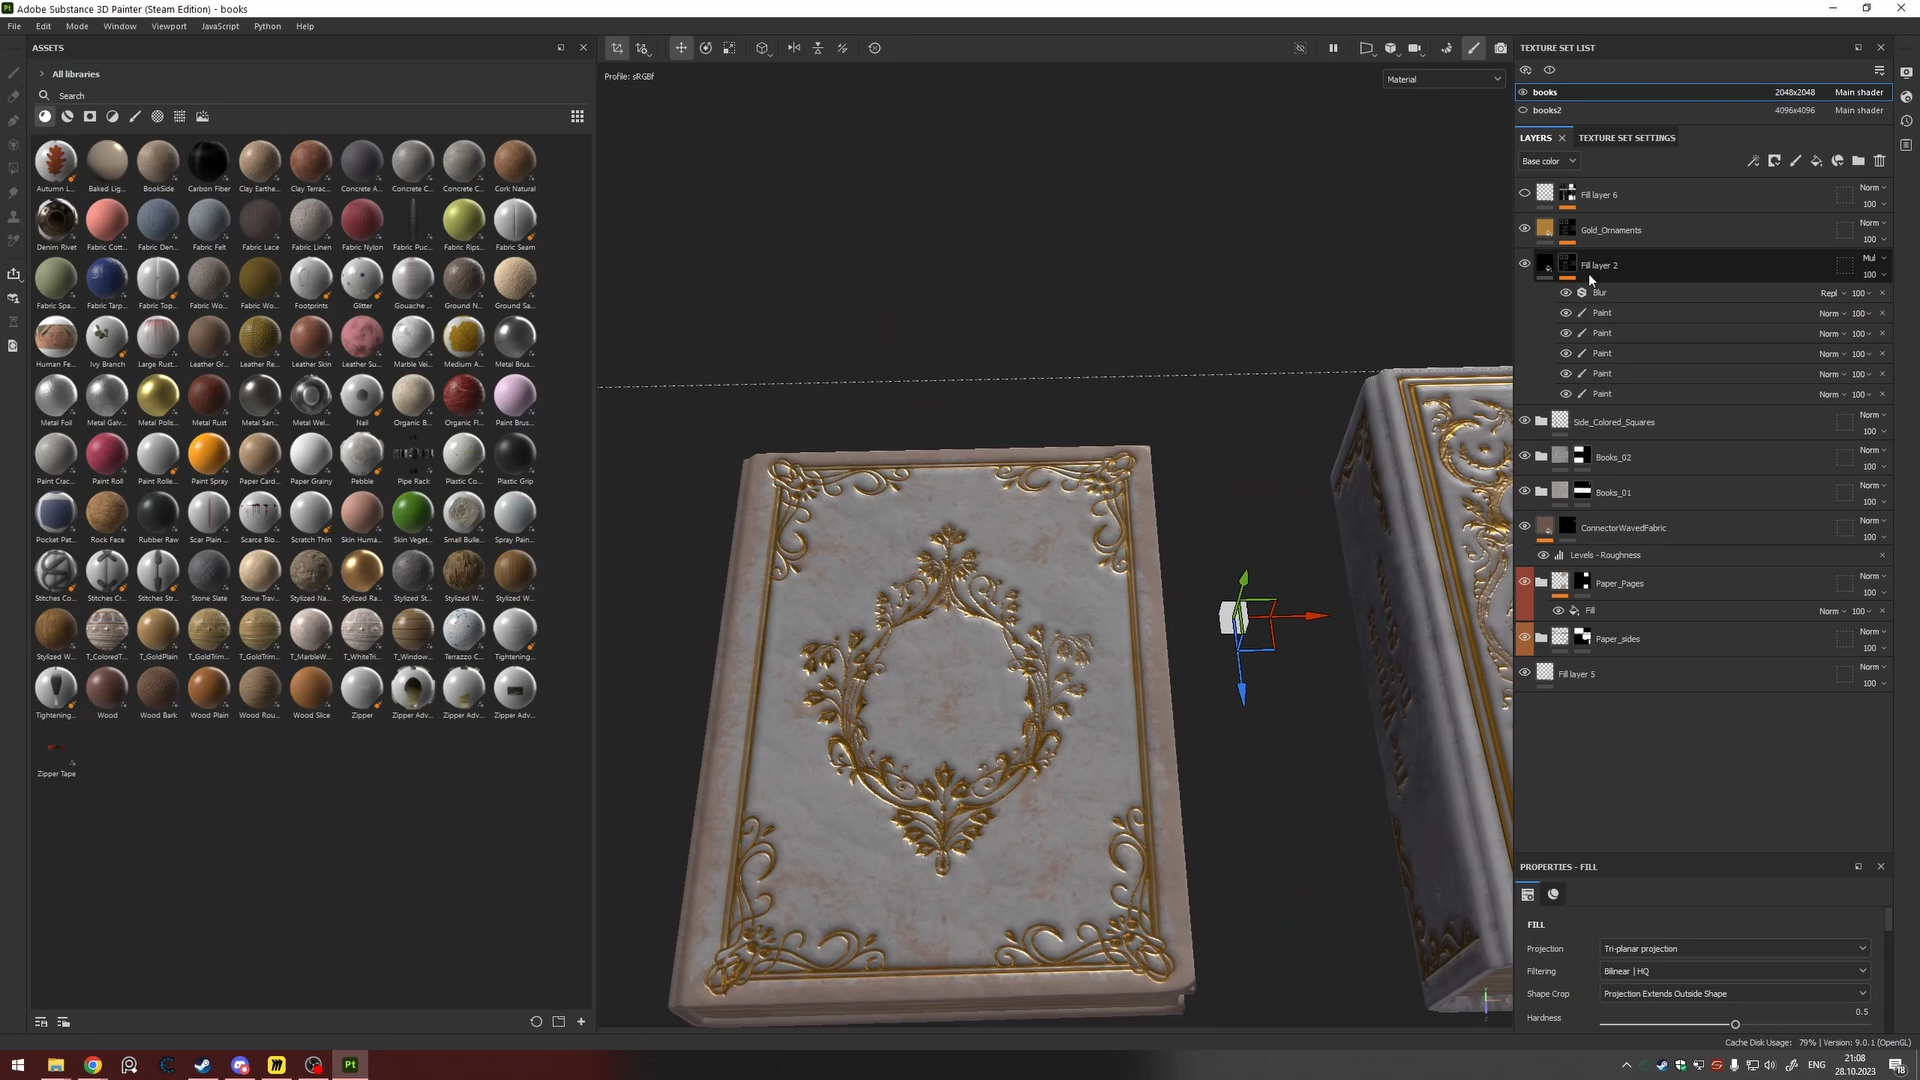 Adobe Substance 3D Painter (Steam Edition) - books
File Edit Mode Window Viewport JavaScript Python Help
ASSETS
All libraries
Search
Autumn L... Baked Lig... BookSide Carbon Fiber Clay Earthe... Clay Terrac... Concrete A... Concrete C... Concrete C... Cork Natural
Denim Rivet Fabric Cott... Fabric Den... Fabric Felt Fabric Lace Fabric Linen Fabric Nylon Fabric Puc... Fabric Rips... Fabric Seam
Fabric Spa... Fabric Tarp... Fabric Top... Fabric Wo... Fabric Wo... Footprints Glitter Gouache ... Ground N... Ground Sa...
Human Fe... Ivy Branch Large Rust... Leather Gr... Leather Re... Leather Skin Leather Su... Marble Vei... Medium A... Metal Brus...
Metal Foil Metal Galv... Metal Polis... Metal Rust Metal San... Metal Wel... Nail Organic B... Organic Fl... Paint Brus...
Paint Crac... Paint Roll Paint Rolle... Paint Spray Paper Card... Paper Grainy Pebble Pipe Rack Plastic Co... Plastic Grip
Pocket Pat... Rock Face Rubber Raw Scar Plain ... Scarce Blo... Scratch Thin Skin Huma... Skin Veget... Small Bulle... Spray Pain...
Stitches Co... Stitches Cr... Stitches Po... Stone Slate Stone Trav... Stylized Na... Stylized Ra... Stylized St... Stylized W... Stylized W...
Stylized W... T_ColoredT... T_GoldPlain T_GoldTrim... T_GoldTrim... T_MarbleW... T_WhiteTri... T_Window... Terrazzo C... Tightening...
Tightening... Wood Wood Bark Wood Plain Wood Rou... Wood Slice Zipper Zipper Adv... Zipper Adv... Zipper Adv...
Zipper Tape
Profile: sRGBf
Material
TEXTURE SET LIST
books 2048x2048 Main shader
books2 4096x4096 Main shader
LAYERS TEXTURE SET SETTINGS
Base color
Fill layer 6 Norm 100
Gold_Ornaments Norm 100
Fill layer 2 Mul 100
Blur Repl 100
Paint Norm 100
Paint Norm 100
Paint Norm 100
Paint Norm 100
Paint Norm 100
Side_Colored_Squares Norm 100
Books_02 Norm 100
Books_01 Norm 100
ConnectorWavedFabric Norm 100
Levels - Roughness
Paper_Pages Norm 100
Fill Norm 100
Paper_sides Norm 100
Fill layer 5 Norm 100
PROPERTIES - FILL
FILL
Projection Tri-planar projection
Filtering Bilinear | HQ
Shape Crop Projection Extends Outside Shape
Hardness 0.5
Cache Disk Usage: 79% | Version: 9.0.1 (OpenGL)
ENG
21:08
28.10.2023
18